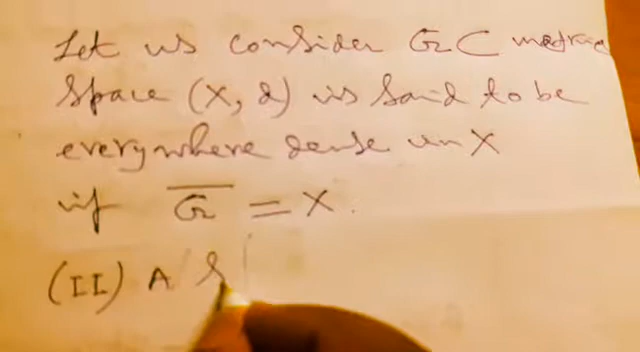 Let us consider G ⊂ metric
space (X, d) is said to be
everywhere dense in X
if G̅ = X.
(II) A S